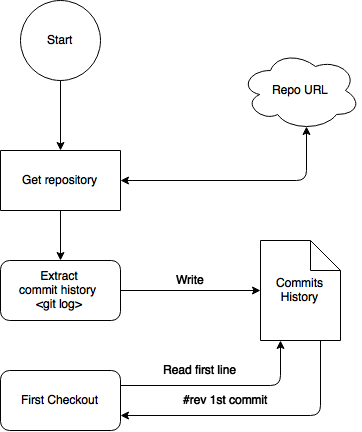 Start
Repo URL
Get repository
Extract
commit history
<git log>
Write
Commits
History
Read first line
First Checkout
#rev 1st commit